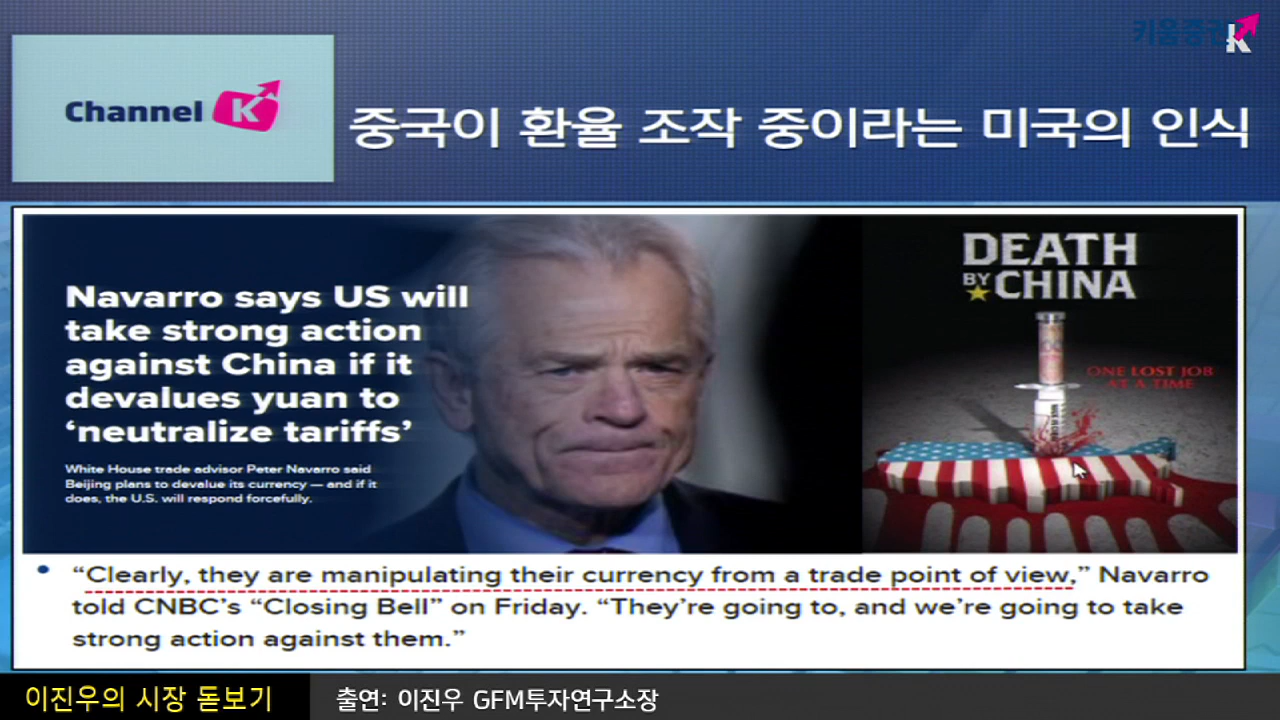 키움증권
Channel K
중국이 환율 조작 중이라는 미국의 인식
Navarro says US will
take strong action
against China if it
devalues yuan to
‘neutralize tariffs’
White House trade advisor Peter Navarro said
Beijing plans to devalue its currency — and if it
does, the U.S. will respond forcefully.
DEATH
BY CHINA
ONE LOST JOB
AT A TIME
• “Clearly, they are manipulating their currency from a trade point of view,” Navarro
told CNBC’s “Closing Bell” on Friday. “They’re going to, and we’re going to take
strong action against them.”
이진우의 시장 돋보기
출연: 이진우 GFM투자연구소장